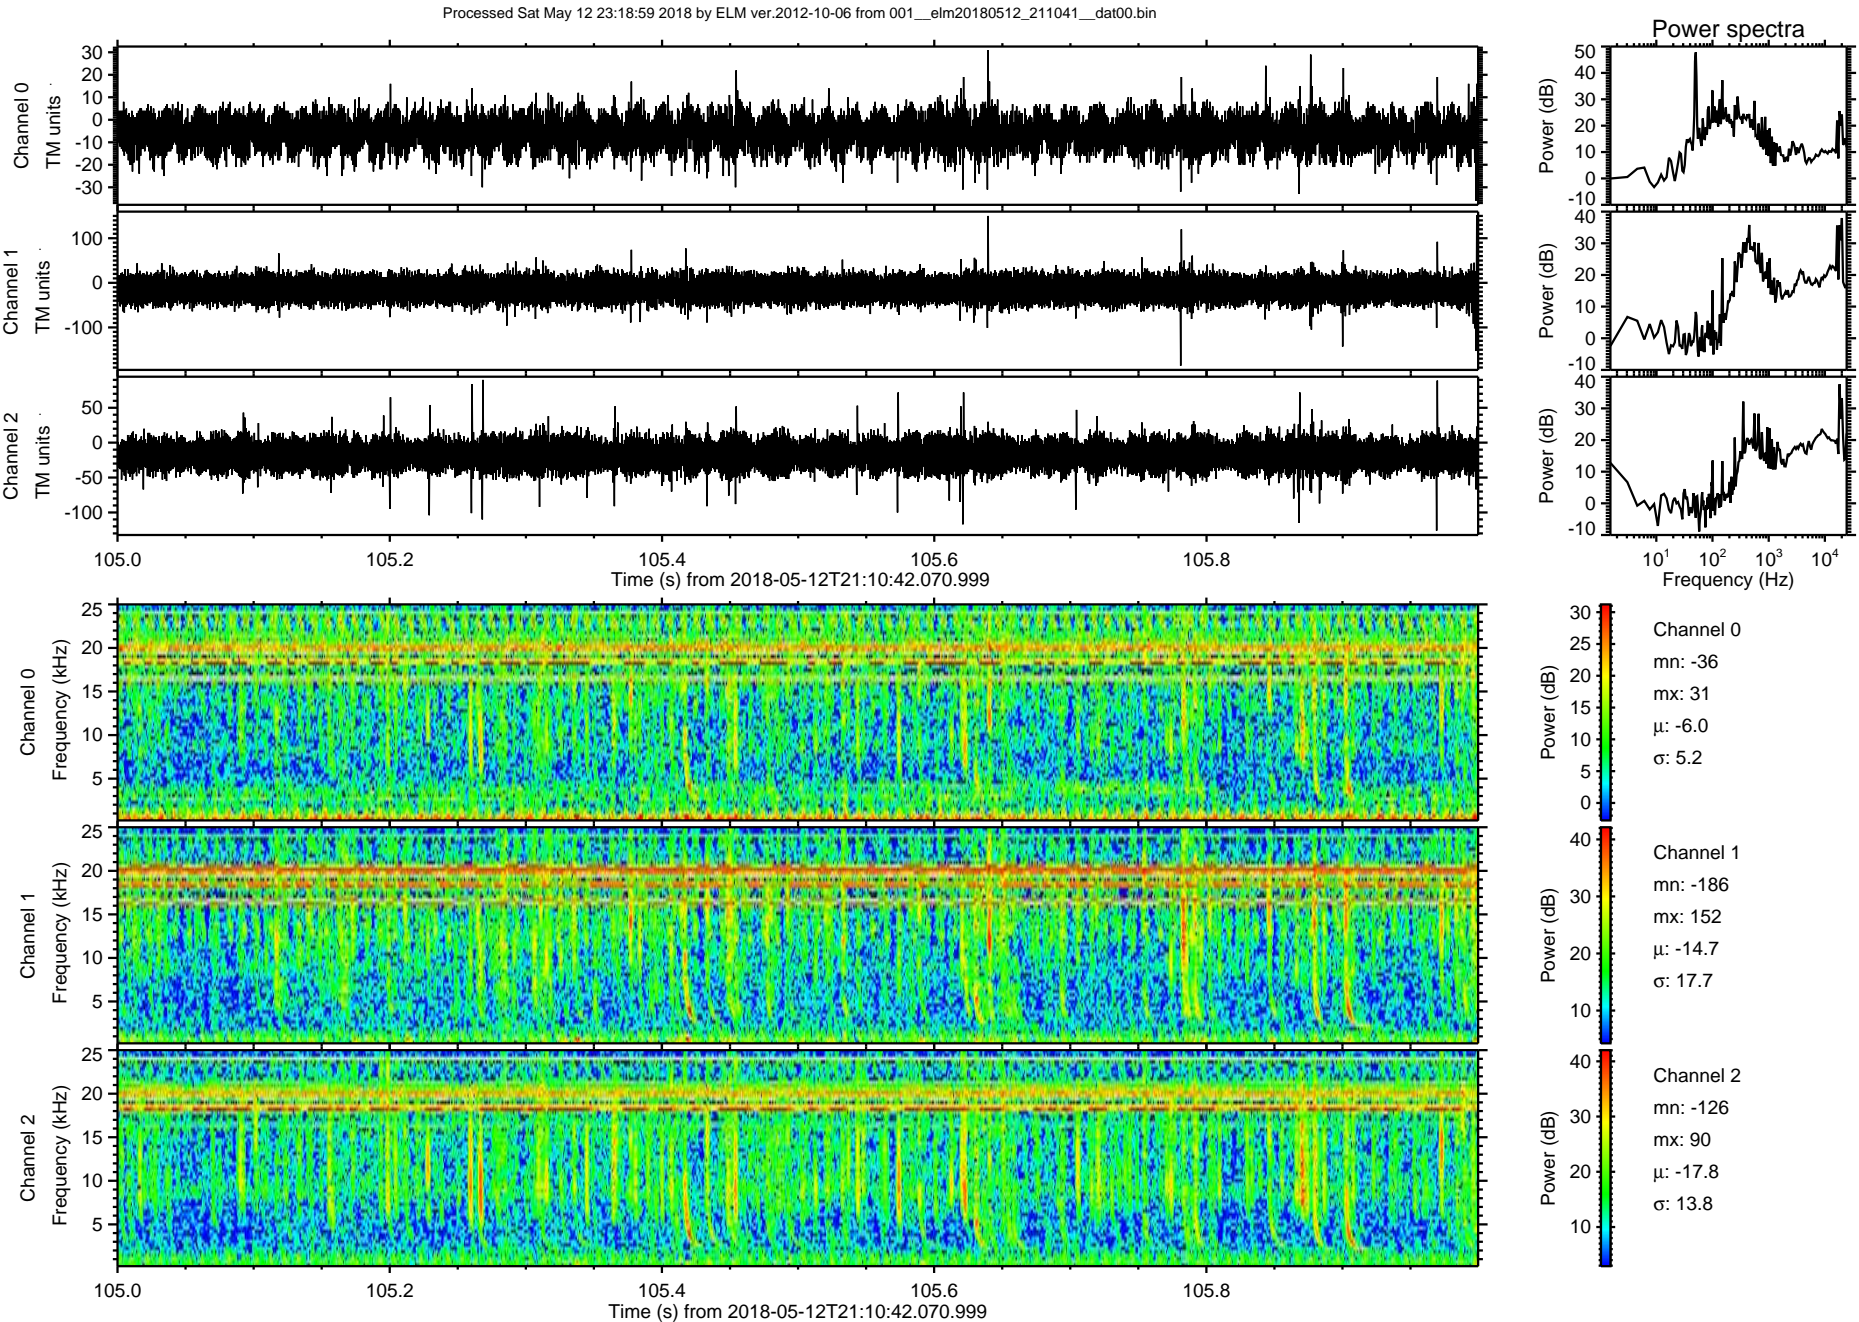 Processed Sat May 12 23:18:59 2018 by ELM ver.2012-10-06 from 001__elm20180512_211041__dat00.bin
Power spectra
Channel 0
TM units
30
20
10
0
-10
-20
-30
Power (dB)
50
40
30
20
10
0
-10
Channel 1
TM units
100
0
-100
Power (dB)
40
30
20
10
0
-10
Channel 2
TM units
50
0
-50
-100
Power (dB)
40
30
20
10
0
-10
105.0 105.2 105.4 105.6 105.8
Time (s) from 2018-05-12T21:10:42.070.999
10¹ 10² 10³ 10⁴
Frequency (Hz)
Channel 0
Frequency (kHz)
25
20
15
10
5
Power (dB)
30
25
20
15
10
5
0
Channel 0
mn: -36
mx: 31
μ: -6.0
σ: 5.2
Channel 1
Frequency (kHz)
25
20
15
10
5
Power (dB)
40
30
20
10
Channel 1
mn: -186
mx: 152
μ: -14.7
σ: 17.7
Channel 2
Frequency (kHz)
25
20
15
10
5
Power (dB)
40
30
20
10
Channel 2
mn: -126
mx: 90
μ: -17.8
σ: 13.8
105.0 105.2 105.4 105.6 105.8
Time (s) from 2018-05-12T21:10:42.070.999